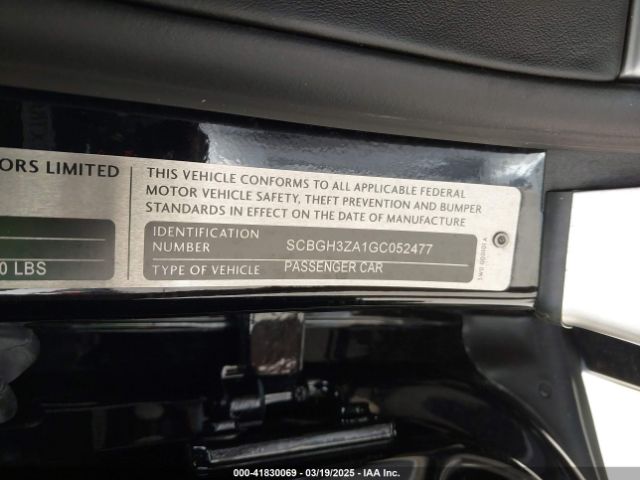 ORS LIMITED
0 LBS
THIS VEHICLE CONFORMS TO ALL APPLICABLE FEDERAL
MOTOR VEHICLE SAFETY, THEFT PREVENTION AND BUMPER
STANDARDS IN EFFECT ON THE DATE OF MANUFACTURE
IDENTIFICATION
NUMBER SCBGH3ZA1GC052477
TYPE OF VEHICLE PASSENGER CAR
000-41830069 — 03/19/2025 — IAA Inc.